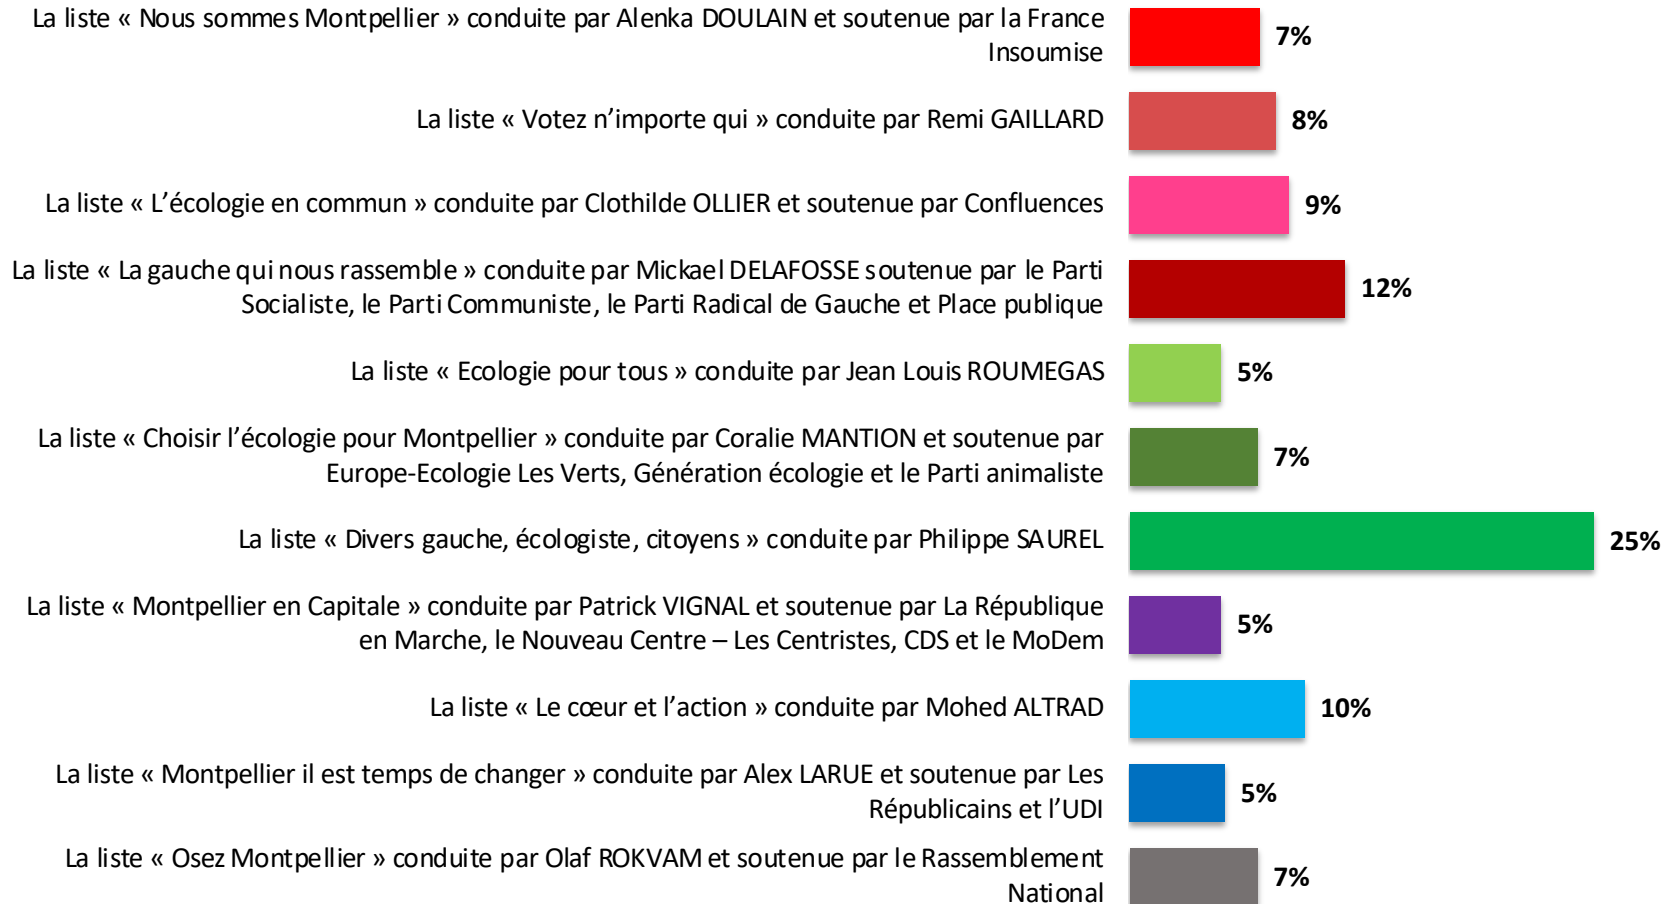 La liste « Nous sommes Montpellier » conduite par Alenka DOULAIN et soutenue par la France
Insoumise
7%
La liste « Votez n’importe qui » conduite par Remi GAILLARD
8%
La liste « L’écologie en commun » conduite par Clothilde OLLIER et soutenue par Confluences
9%
La liste « La gauche qui nous rassemble » conduite par Mickael DELAFOSSE soutenue par le Parti
Socialiste, le Parti Communiste, le Parti Radical de Gauche et Place publique
12%
La liste « Ecologie pour tous » conduite par Jean Louis ROUMEGAS
5%
La liste « Choisir l’écologie pour Montpellier » conduite par Coralie MANTION et soutenue par
Europe-Ecologie Les Verts, Génération écologie et le Parti animaliste
7%
La liste « Divers gauche, écologiste, citoyens » conduite par Philippe SAUREL
25%
La liste « Montpellier en Capitale » conduite par Patrick VIGNAL et soutenue par La République
en Marche, le Nouveau Centre – Les Centristes, CDS et le MoDem
5%
La liste « Le cœur et l’action » conduite par Mohed ALTRAD
10%
La liste « Montpellier il est temps de changer » conduite par Alex LARUE et soutenue par Les
Républicains et l’UDI
5%
La liste « Osez Montpellier » conduite par Olaf ROKVAM et soutenue par le Rassemblement
National
7%